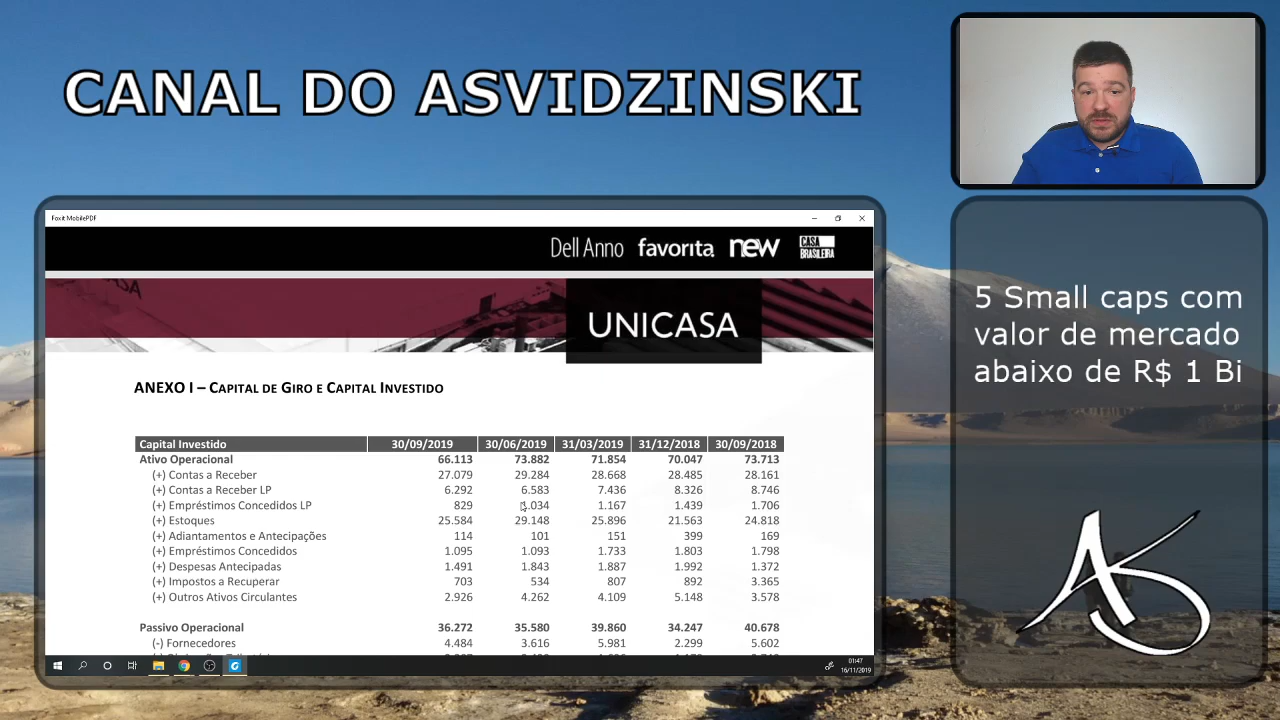 CANAL DO ASVIDZINSKI
Foxit MobilePDF
Dell Anno favorita new CASA BRASILEIRA
UNICASA
ANEXO I – CAPITAL DE GIRO E CAPITAL INVESTIDO
Capital Investido 30/09/2019 30/06/2019 31/03/2019 31/12/2018 30/09/2018
Ativo Operacional 66.113 73.882 71.854 70.047 73.713
(+) Contas a Receber 27.079 29.284 28.668 28.485 28.161
(+) Contas a Receber LP 6.292 6.583 7.436 8.326 8.746
(+) Empréstimos Concedidos LP 829 1.034 1.167 1.439 1.706
(+) Estoques 25.584 29.148 25.896 21.563 24.818
(+) Adiantamentos e Antecipações 114 101 151 399 169
(+) Empréstimos Concedidos 1.095 1.093 1.733 1.803 1.798
(+) Despesas Antecipadas 1.491 1.843 1.887 1.992 1.372
(+) Impostos a Recuperar 703 534 807 892 3.365
(+) Outros Ativos Circulantes 2.926 4.262 4.109 5.148 3.578
Passivo Operacional 36.272 35.580 39.860 34.247 40.678
(-) Fornecedores 4.484 3.616 5.981 2.299 5.602
01:47
16/11/2019
5 Small caps com
valor de mercado
abaixo de R$ 1 Bi